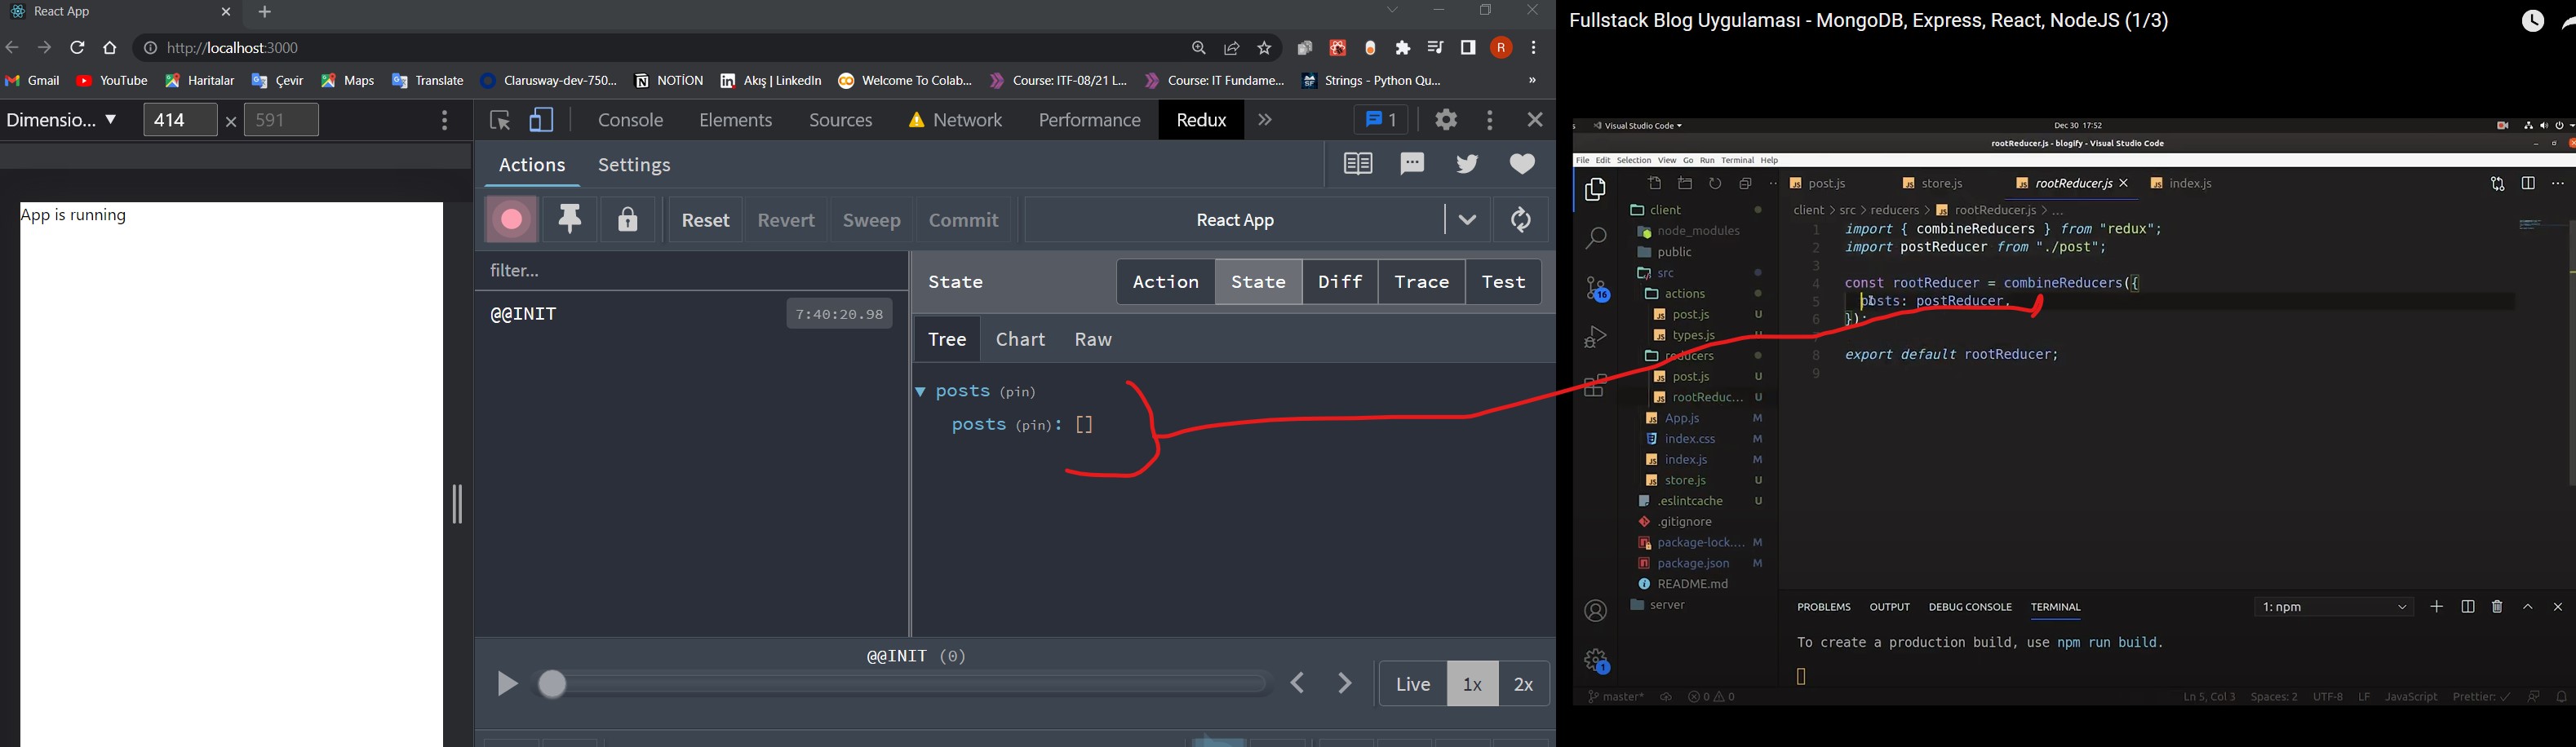 React App
http://localhost:3000
R
Gmail
YouTube
Haritalar
Çevir
Maps
Translate
Clarusway-dev-750...
NOTİON
Akış | LinkedIn
Welcome To Colab...
Course: ITF-08/21 L...
Course: IT Fundame...
Strings - Python Qu...
»
Dimensio... ▼ 414 × 591
Console Elements Sources Network Performance Redux » 1
Actions Settings
Reset Revert Sweep Commit React App
filter...
@@INIT 7:40:20.98
State Action State Diff Trace Test
Tree Chart Raw
posts (pin)
posts (pin): []
@@INIT (0)
Live 1x 2x
Fullstack Blog Uygulaması - MongoDB, Express, React, NodeJS (1/3)
Visual Studio Code
Dec 30 17:52
rootReducer.js - blogify - Visual Studio Code
File Edit Selection View Go Run Terminal Help
post.js store.js rootReducer.js index.js
client > src > reducers > rootReducer.js > ...
16
1
client
node_modules
public
src
actions
post.js U
types.js U
reducers
post.js U
rootReduc... U
App.js M
index.css M
index.js M
store.js U
.eslintcache U
.gitignore
package-lock.... M
package.json M
README.md
server
1 import { combineReducers } from "redux";
2 import postReducer from "./post";
3
4 const rootReducer = combineReducers({
5 posts: postReducer,
6 });
7
8 export default rootReducer;
9
PROBLEMS OUTPUT DEBUG CONSOLE TERMINAL 1: npm
To create a production build, use npm run build.
master* 0 0 Ln 5, Col 3 Spaces: 2 UTF-8 LF JavaScript Prettier: ✓
App is running